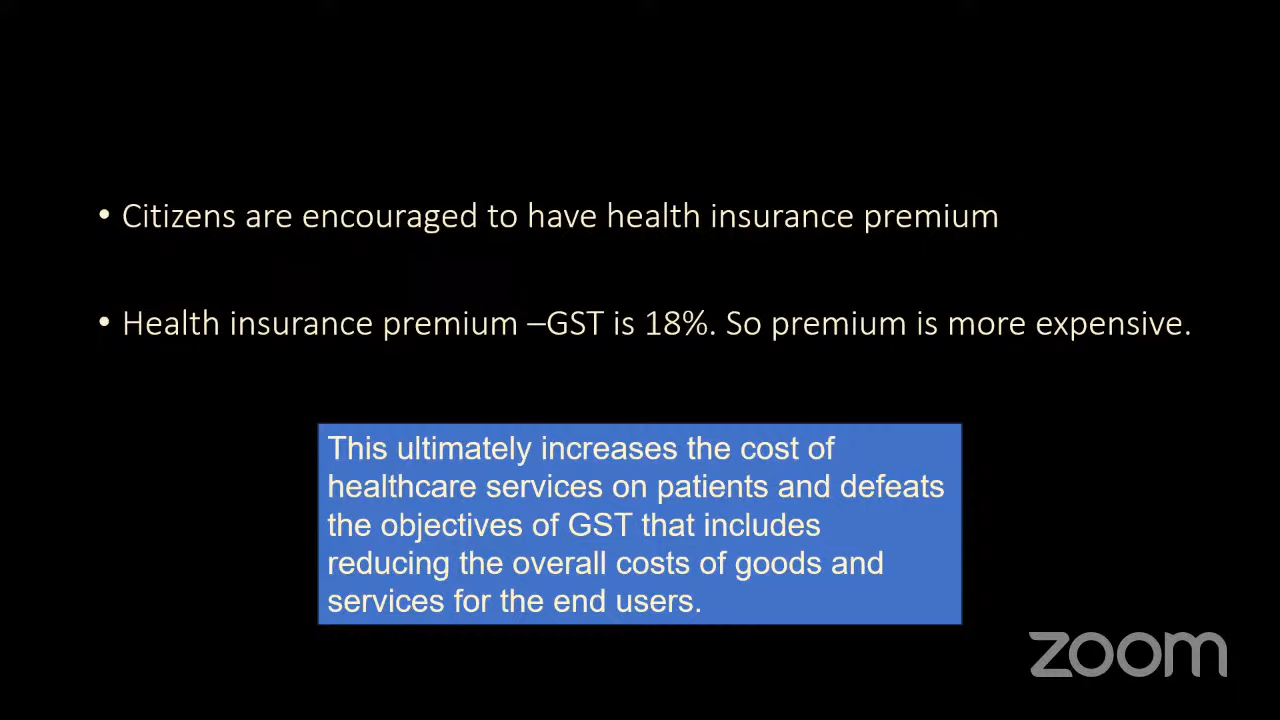 • Citizens are encouraged to have health insurance premium
• Health insurance premium –GST is 18%. So premium is more expensive.
This ultimately increases the cost of
healthcare services on patients and defeats
the objectives of GST that includes
reducing the overall costs of goods and
services for the end users.
zoom